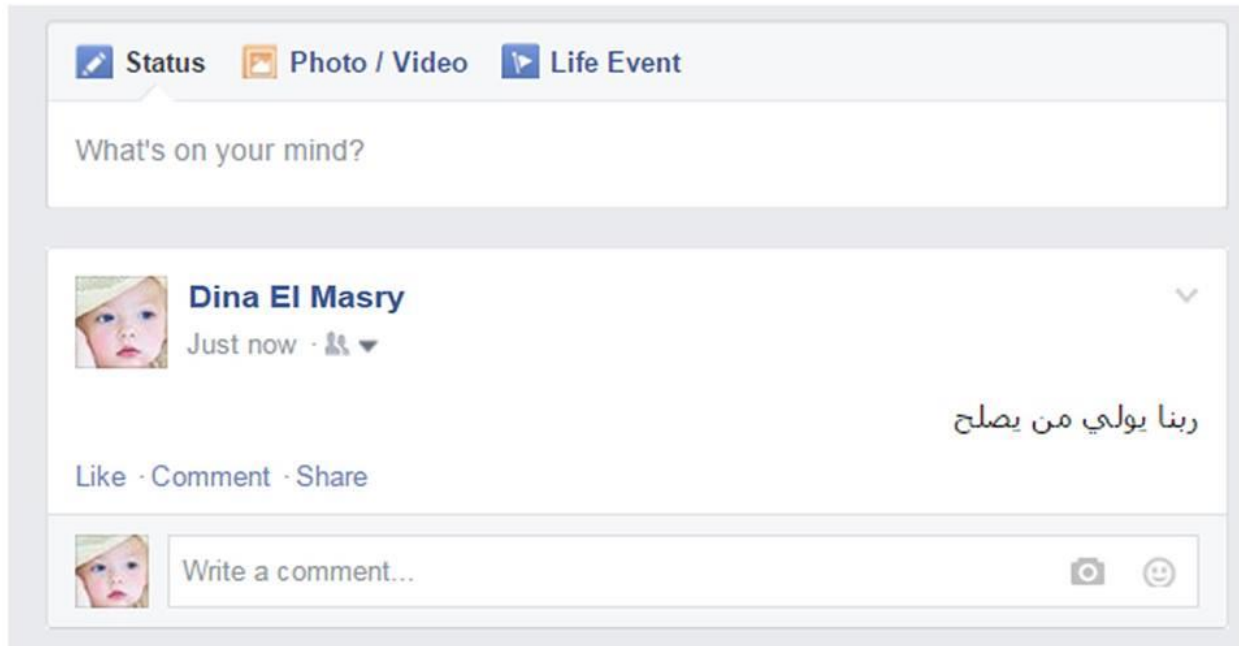 Status Photo / Video Life Event
What's on your mind?
Dina El Masry
Just now ·
ربنا يولي من يصلح
Like · Comment · Share
Write a comment...